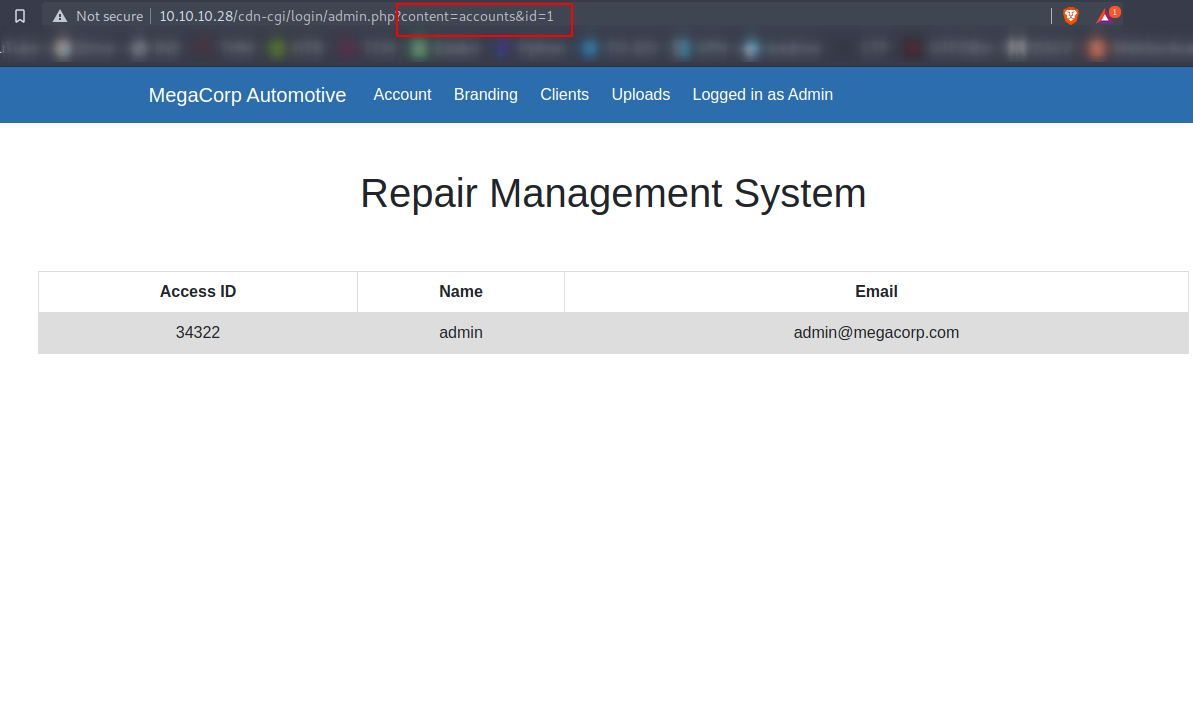 Not secure 10.10.10.28/cdn-cgi/login/admin.php?content=accounts&id=1 1
MegaCorp Automotive Account Branding Clients Uploads Logged in as Admin
Repair Management System
Access ID Name Email
34322 admin admin@megacorp.com